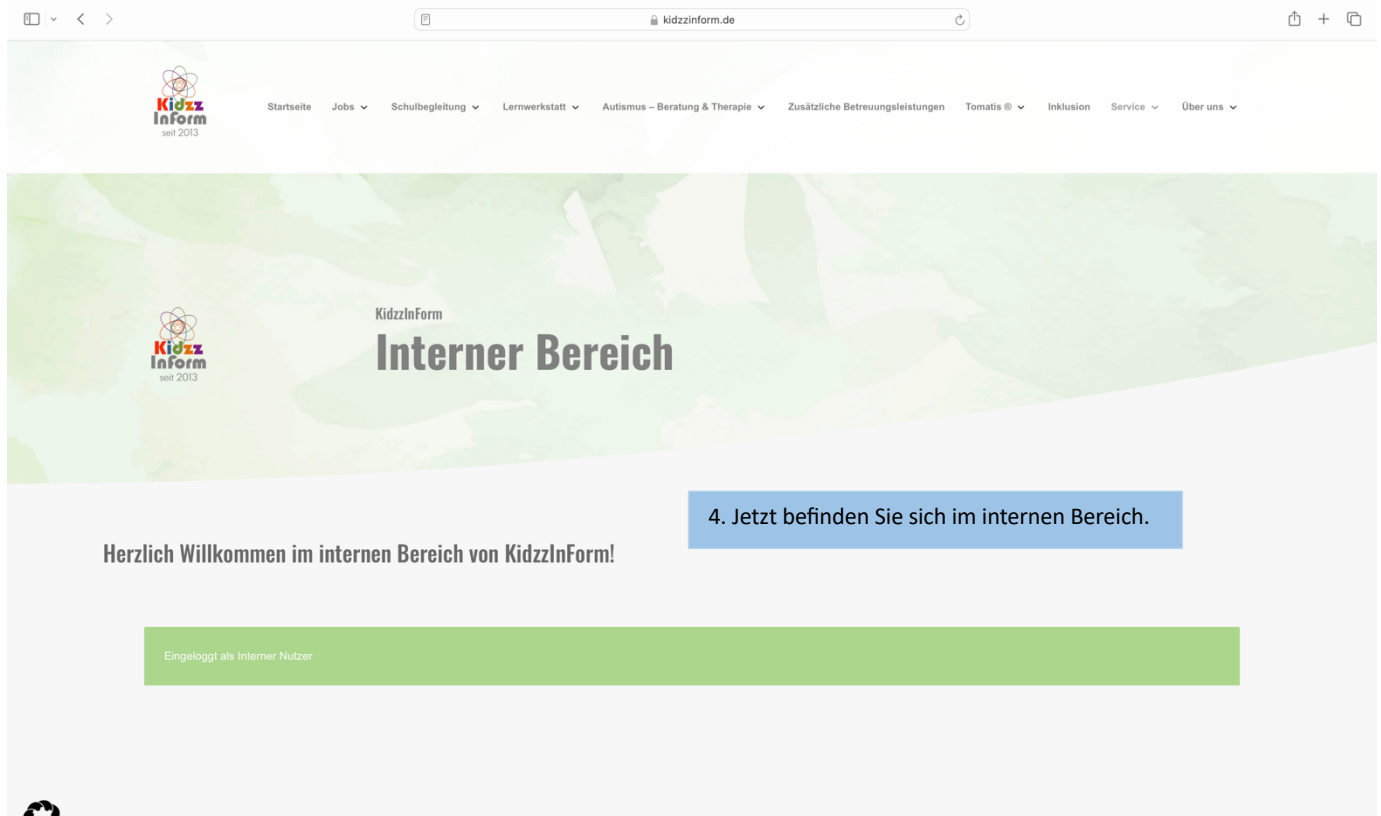 kidzzinform.de
Kidzz
InForm
seit 2013
Startseite Jobs Schulbegleitung Lernwerkstatt Autismus – Beratung & Therapie Zusätzliche Betreuungsleistungen Tomatis ® Inklusion Service Über uns
KidzzInForm
Interner Bereich
Kidzz
InForm
seit 2013
4. Jetzt befinden Sie sich im internen Bereich.
Herzlich Willkommen im internen Bereich von KidzzInForm!
Eingeloggt als Interner Nutzer